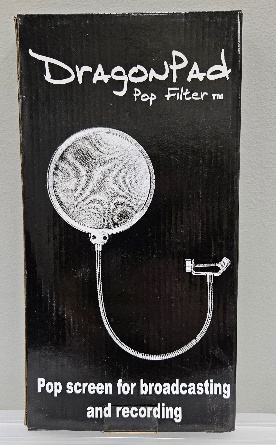 DragonPad
Pop Filter™
Pop screen for broadcasting
and recording